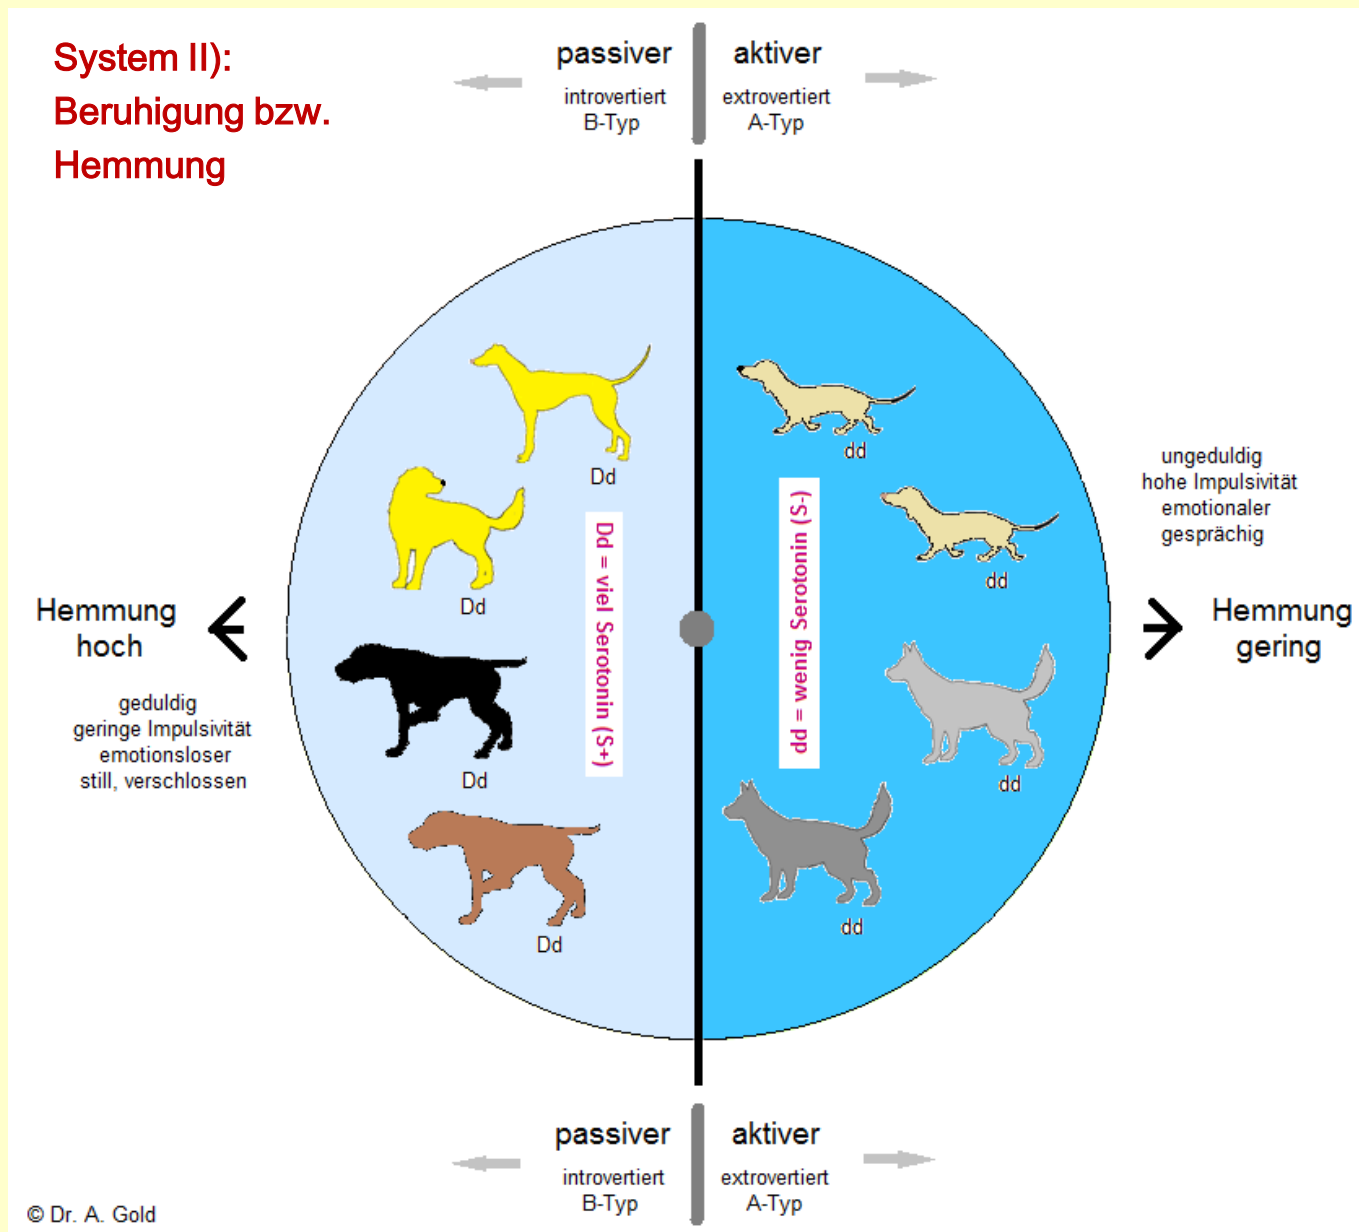 System II):
Beruhigung bzw.
Hemmung
passiver
introvertiert
B-Typ
aktiver
extrovertiert
A-Typ
Dd
Dd
Dd
Dd
Dd = viel Serotonin (S+)
dd = wenig Serotonin (S-)
dd
dd
dd
dd
Hemmung
hoch
geduldig
geringe Impulsivität
emotionsloser
still, verschlossen
ungeduldig
hohe Impulsivität
emotionaler
gesprächig
Hemmung
gering
passiver
introvertiert
B-Typ
aktiver
extrovertiert
A-Typ
© Dr. A. Gold